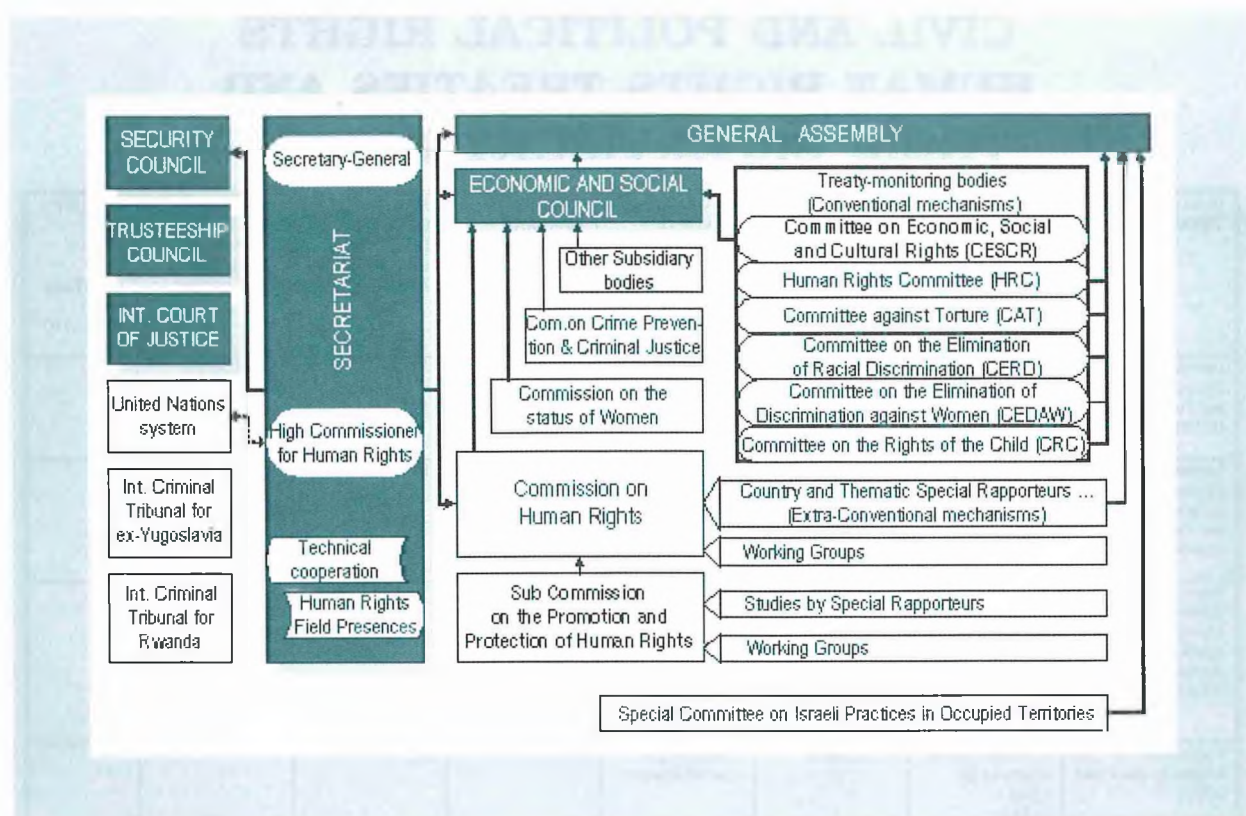 SECURITY
COUNCIL
TRUSTEESHIP
COUNCIL
INT. COURT
OF JUSTICE
United Nations
system
Int. Criminal
Tribunal for
ex-Yugoslavia
Int. Criminal
Tribunal for
Rwanda
Secretary-General
SECRETARIAT
High Commissioner
for Human Rights
Technical
cooperation
Human Rights
Field Presences
GENERAL ASSEMBLY
ECONOMIC AND SOCIAL
COUNCIL
Other Subsidiary
bodies
Com.on Crime Preven-
tion & Criminal Justice
Commission on the
status of Women
Commission on
Human Rights
Sub Commission
on the Promotion and
Protection of Human Rights
Treaty-monitoring bodies
(Conventional mechanisms)
Committee on Economic, Social
and Cultural Rights (CESCR)
Human Rights Committee (HRC)
Committee against Torture (CAT)
Committee on the Elimination
of Racial Discrimination (CERD)
Committee on the Elimination of
Discrimination against Women (CEDAW)
Committee on the Rights of the Child (CRC)
Country and Thematic Special Rapporteurs ...
(Extra-Conventional mechanisms)
Working Groups
Studies by Special Rapporteurs
Working Groups
Special Committee on Israeli Practices in Occupied Territories